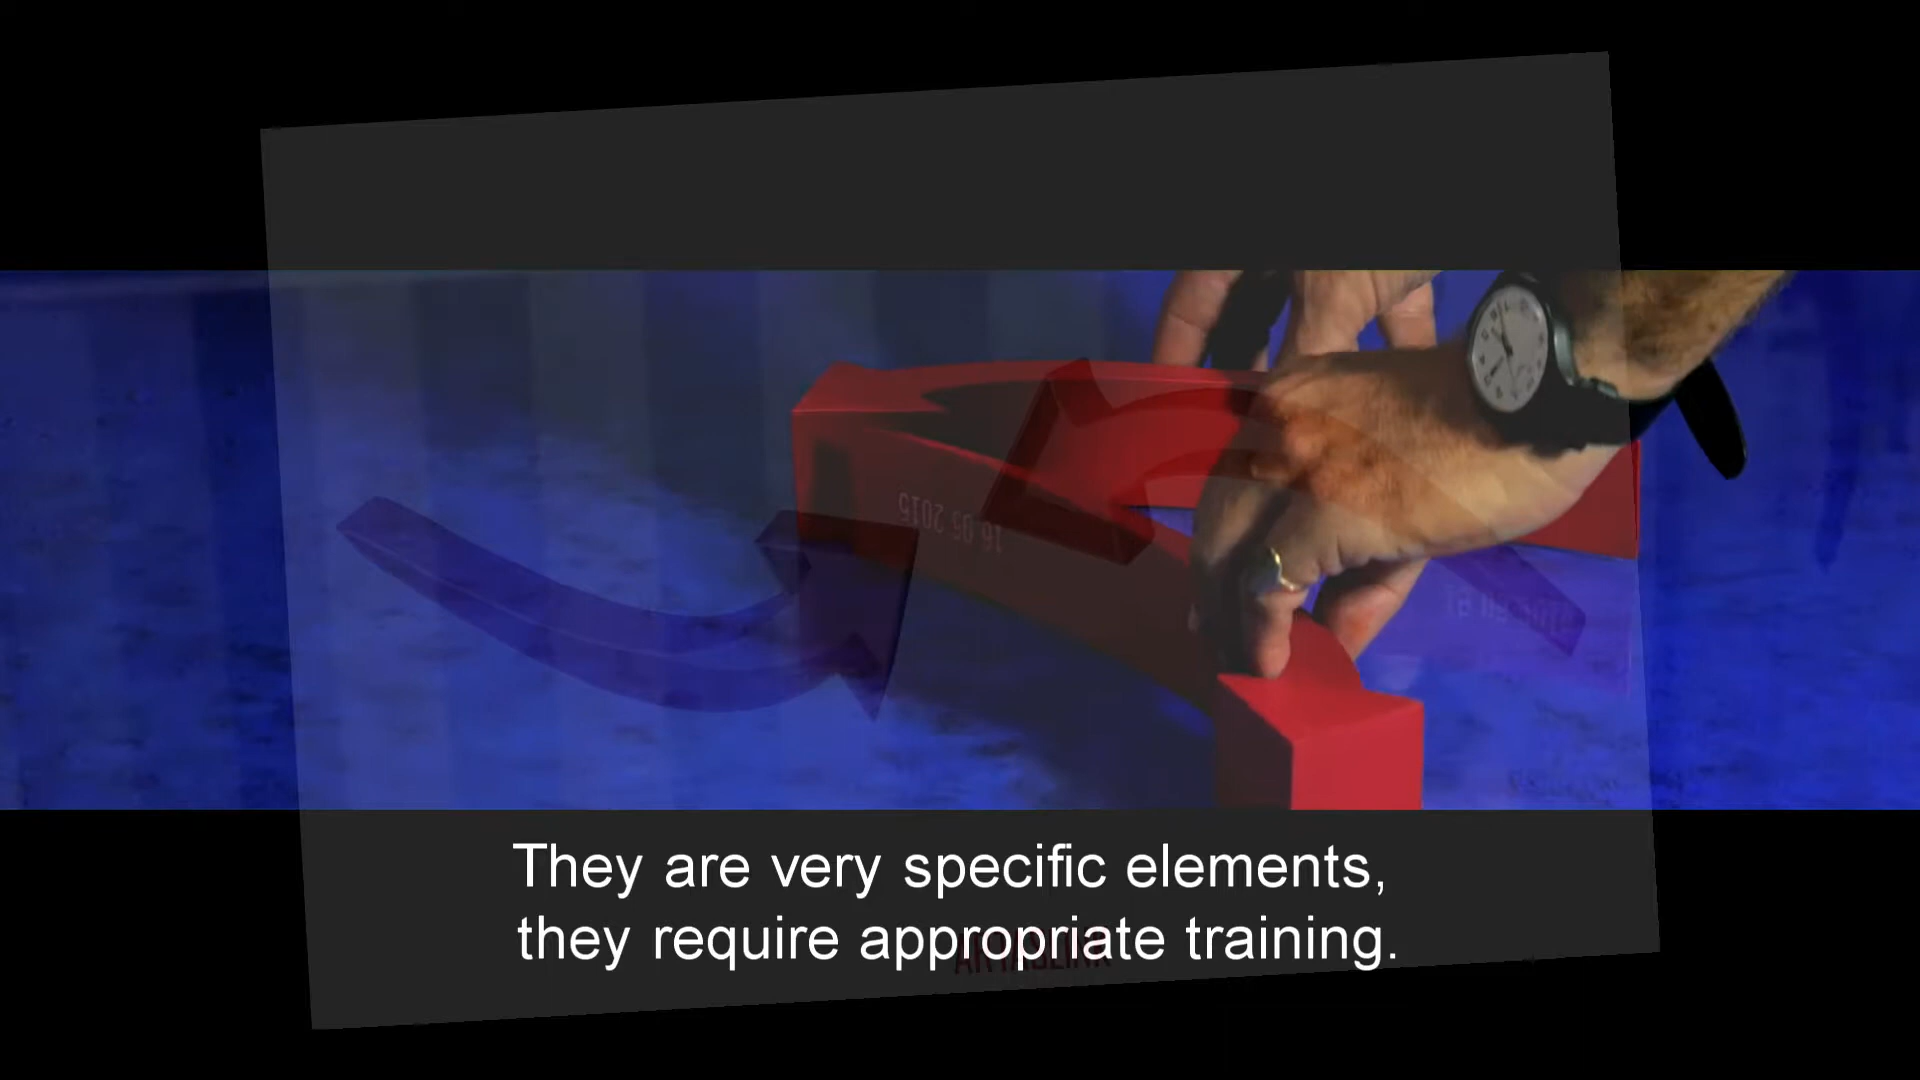 16 05 2015
They are very specific elements,
they require appropriate training.